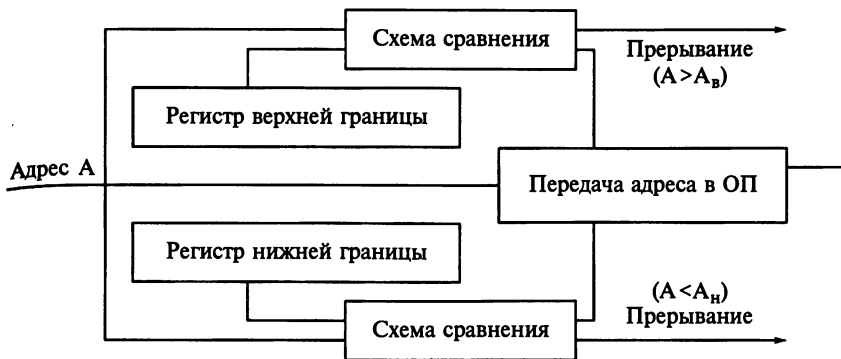 Схема сравнения
Прерывание
(А>Aв)
Регистр верхней границы
Адрес А
Передача адреса в ОП
Регистр нижней границы
(А<Aн)
Прерывание
Схема сравнения